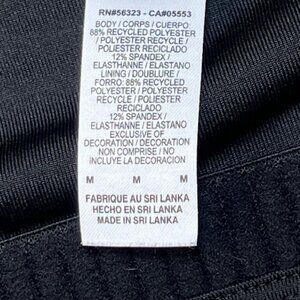 RN#56323 - CA#05553
BODY / CORPS / CUERPO:
88% RECYCLED POLYESTER
/ POLYESTER RECYCLE /
POLIESTER RECICLADO
12% SPANDEX /
ELASTHANNE / ELASTANO
LINING / DOUBLURE /
FORRO: 88% RECYCLED
POLYESTER / POLYESTER
RECYCLE / POLIESTER
RECICLADO
12% SPANDEX /
ELASTHANNE / ELASTANO
EXCLUSIVE OF
DECORATION / DECORATION
NON COMPRISE / NO
INCLUYE LA DECORACION
M M M
FABRIQUE AU SRI LANKA
HECHO EN SRI LANKA
MADE IN SRI LANKA